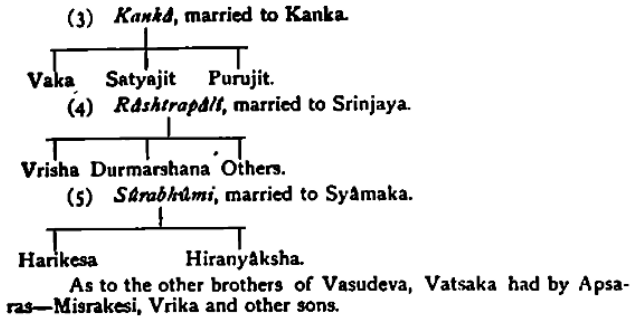 (3) Kankâ, married to Kanka.
Vaka Satyajit Purujit.
(4) Râshtrapâlî, married to Srinjaya.
Vrisha Durmarshana Others.
(5) Sûrabhûmi, married to Syâmaka.
Harikesa Hiranyâksha.
As to the other brothers of Vasudeva, Vatsaka had by Apsa-
ras—Misrakesi, Vrika and other sons.